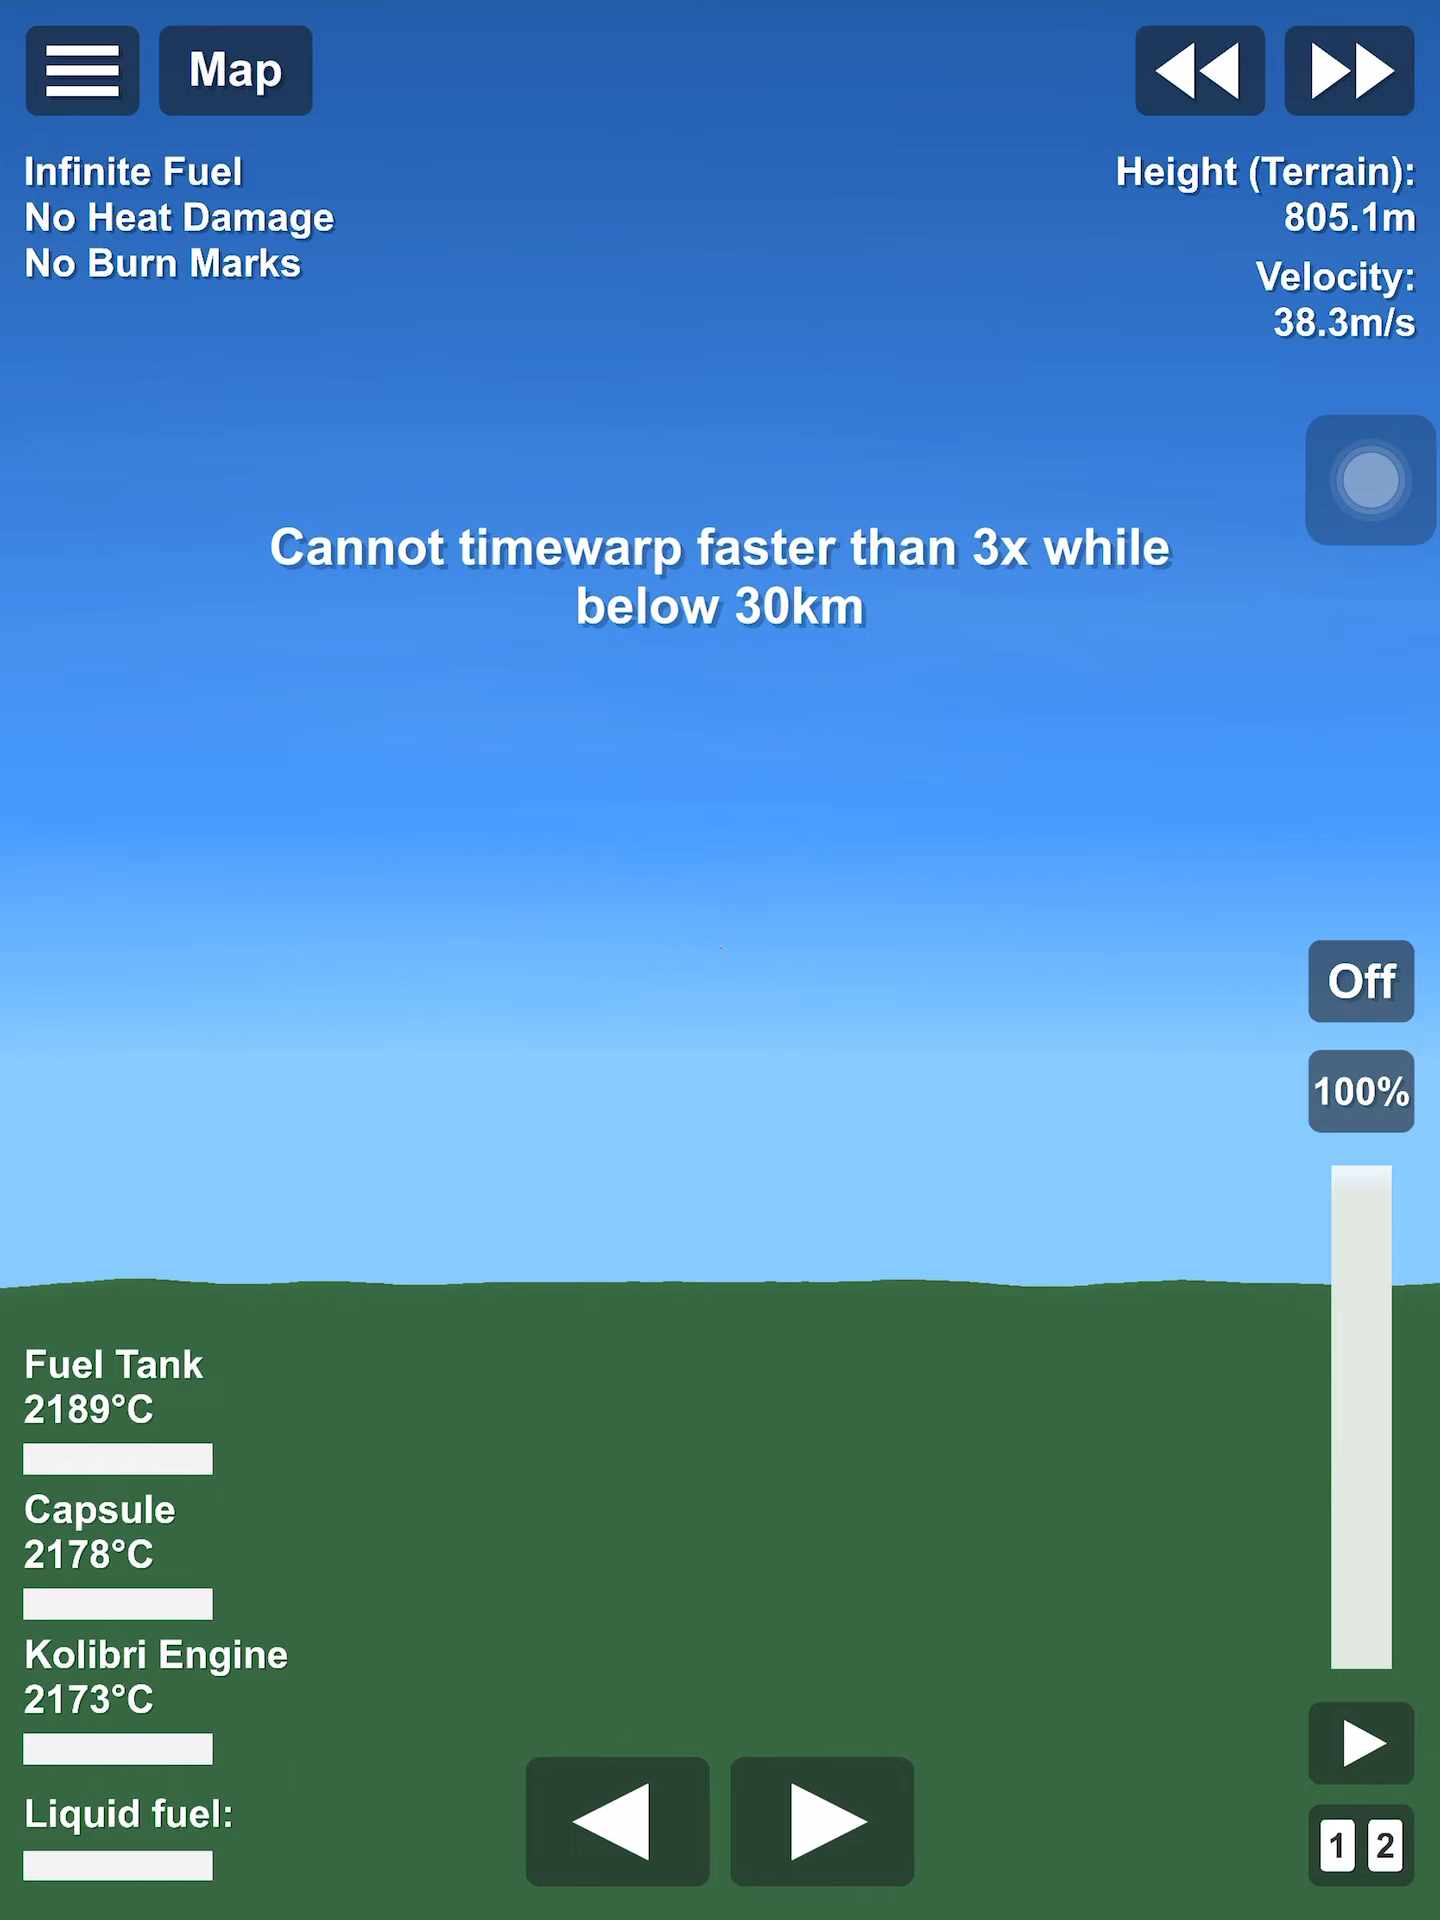 Map
Infinite Fuel
No Heat Damage
No Burn Marks
Height (Terrain):
805.1m
Velocity:
38.3m/s
Cannot timewarp faster than 3x while
below 30km
Off
100%
Fuel Tank
2189°C
Capsule
2178°C
Kolibri Engine
2173°C
Liquid fuel:
1 2